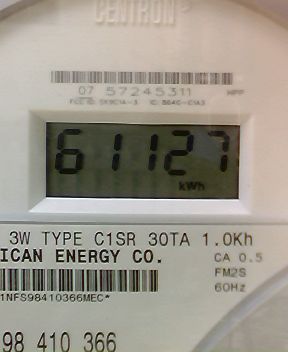 CENTRON
07 57245311
HPP
61127
kWh
3W TYPE C1SR 30TA 1.0Kh
ICAN ENERGY CO.
CA 0.5
FM2S
60Hz
1NFS98410366MEC*
98 410 366